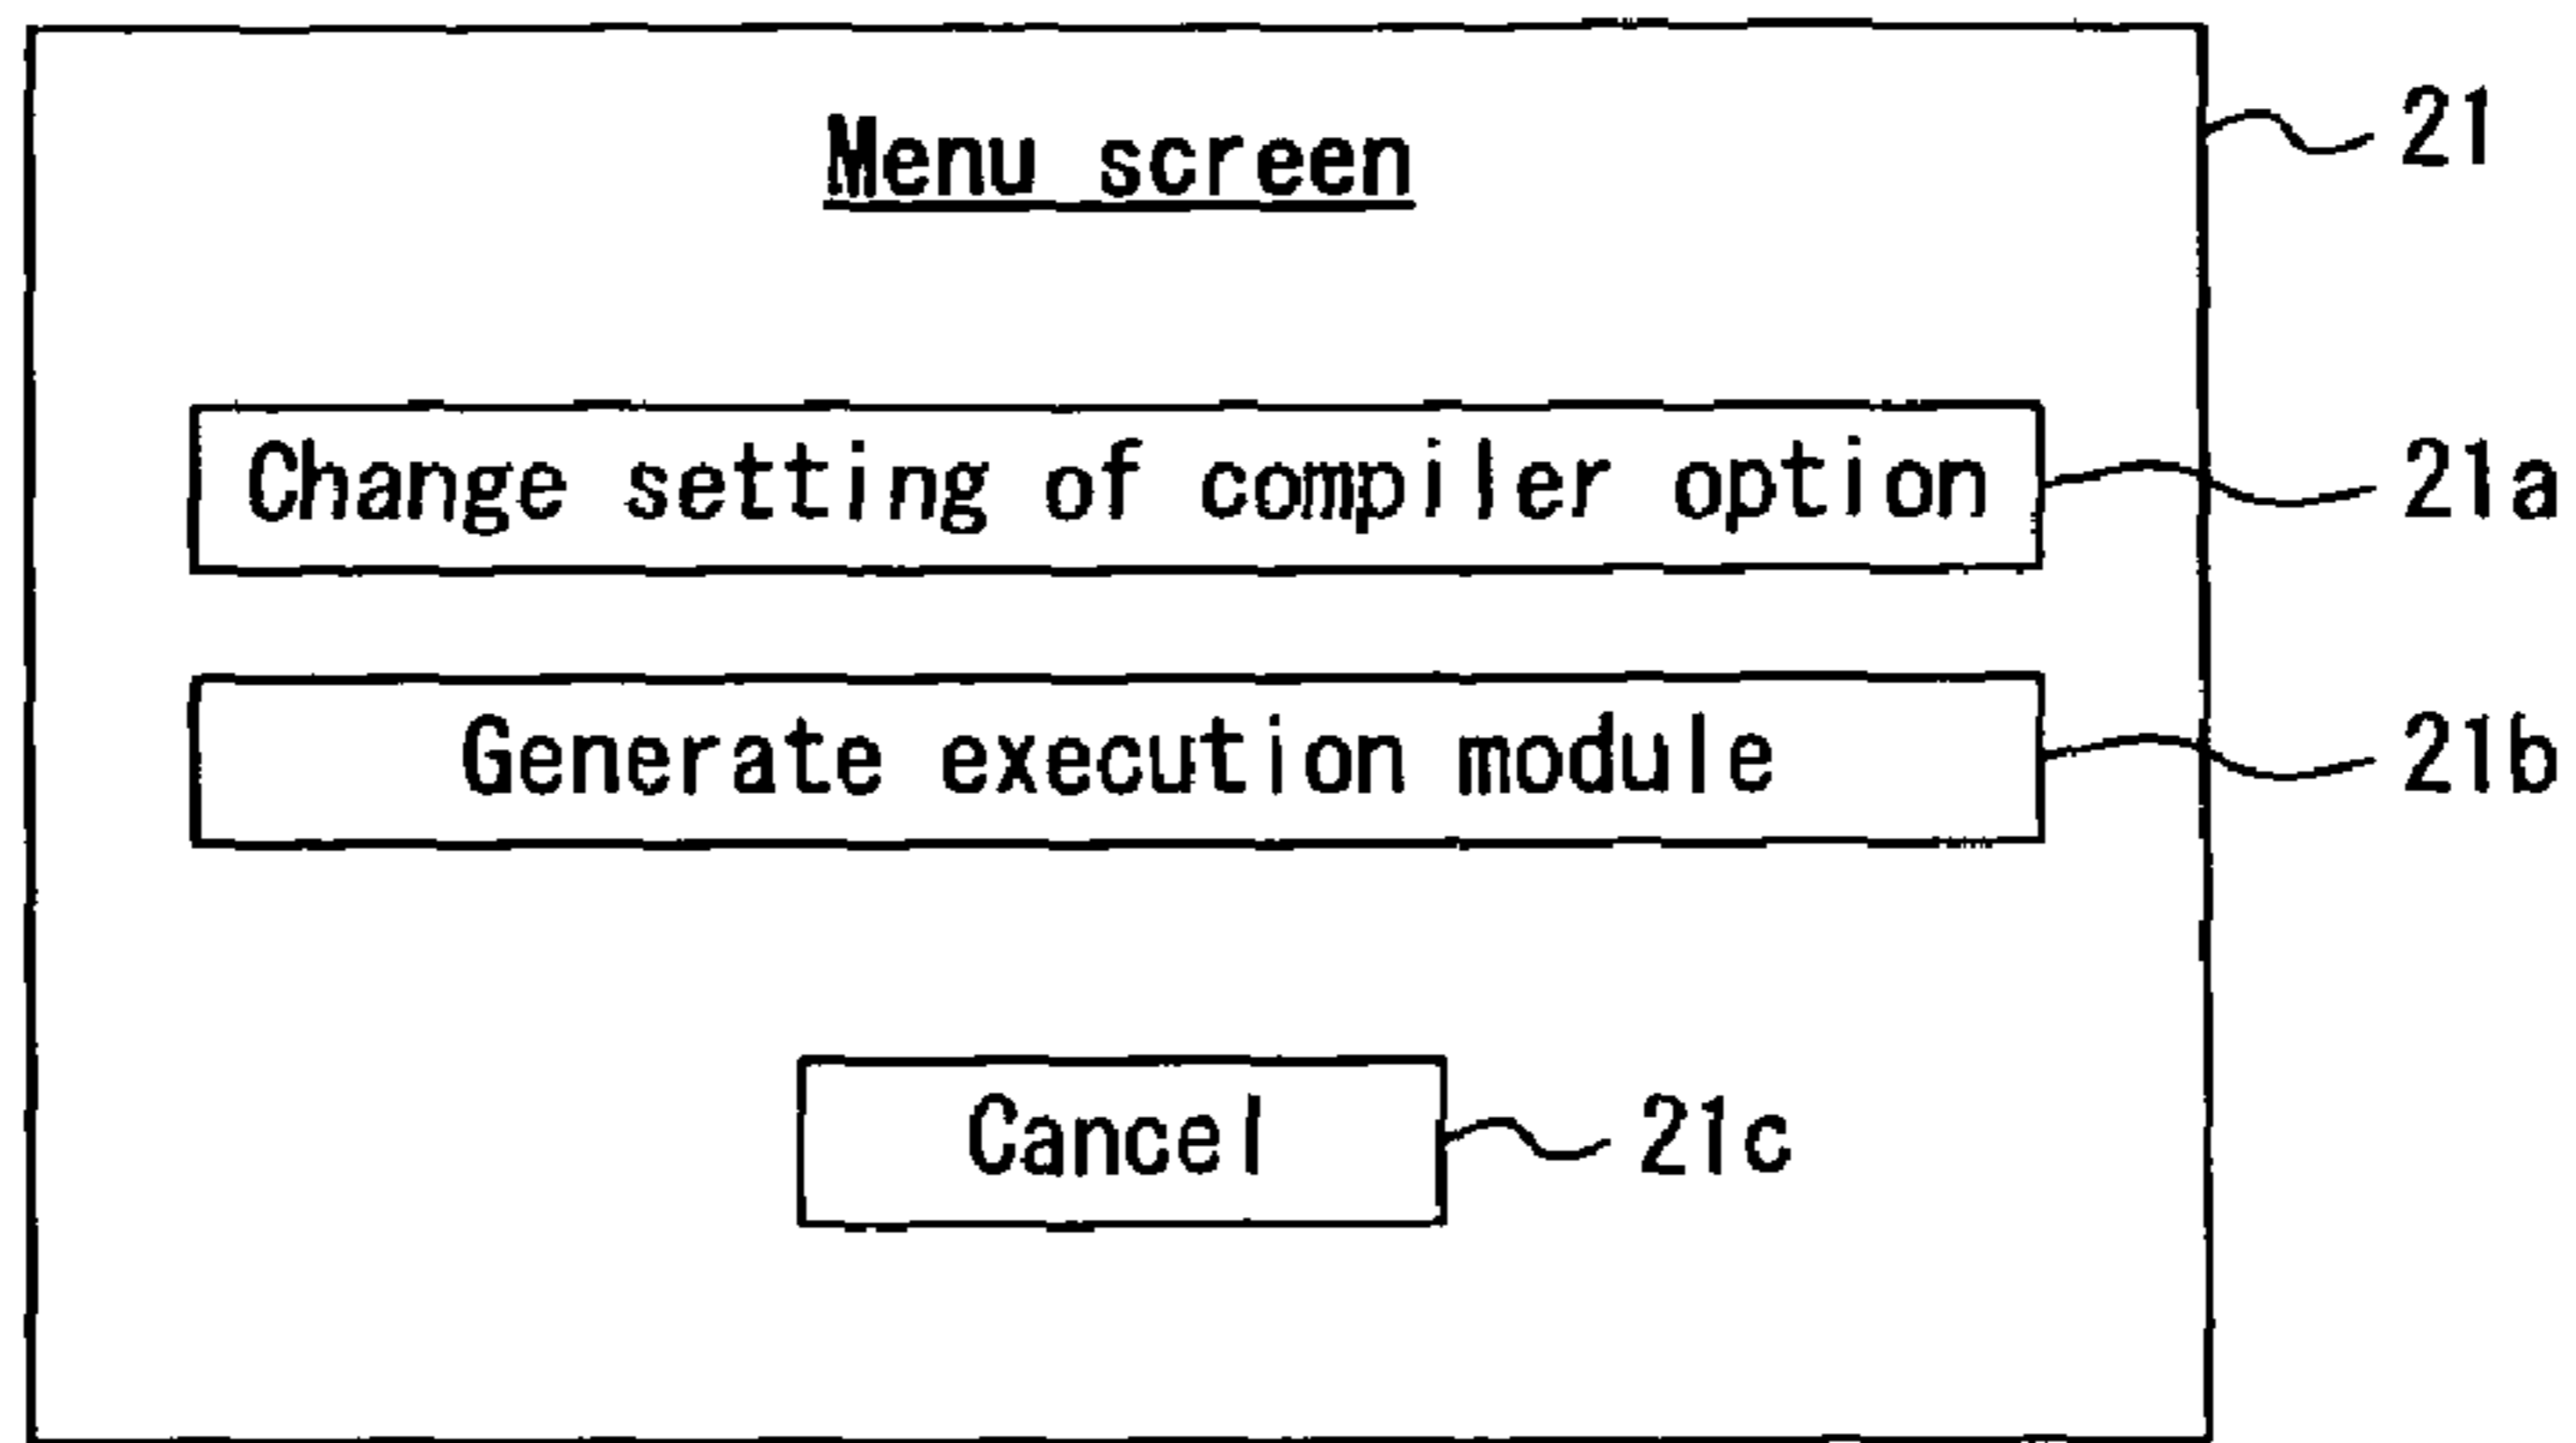 Menu screen
21
Change setting of compiler option
21a
Generate execution module
21b
Cancel
21c